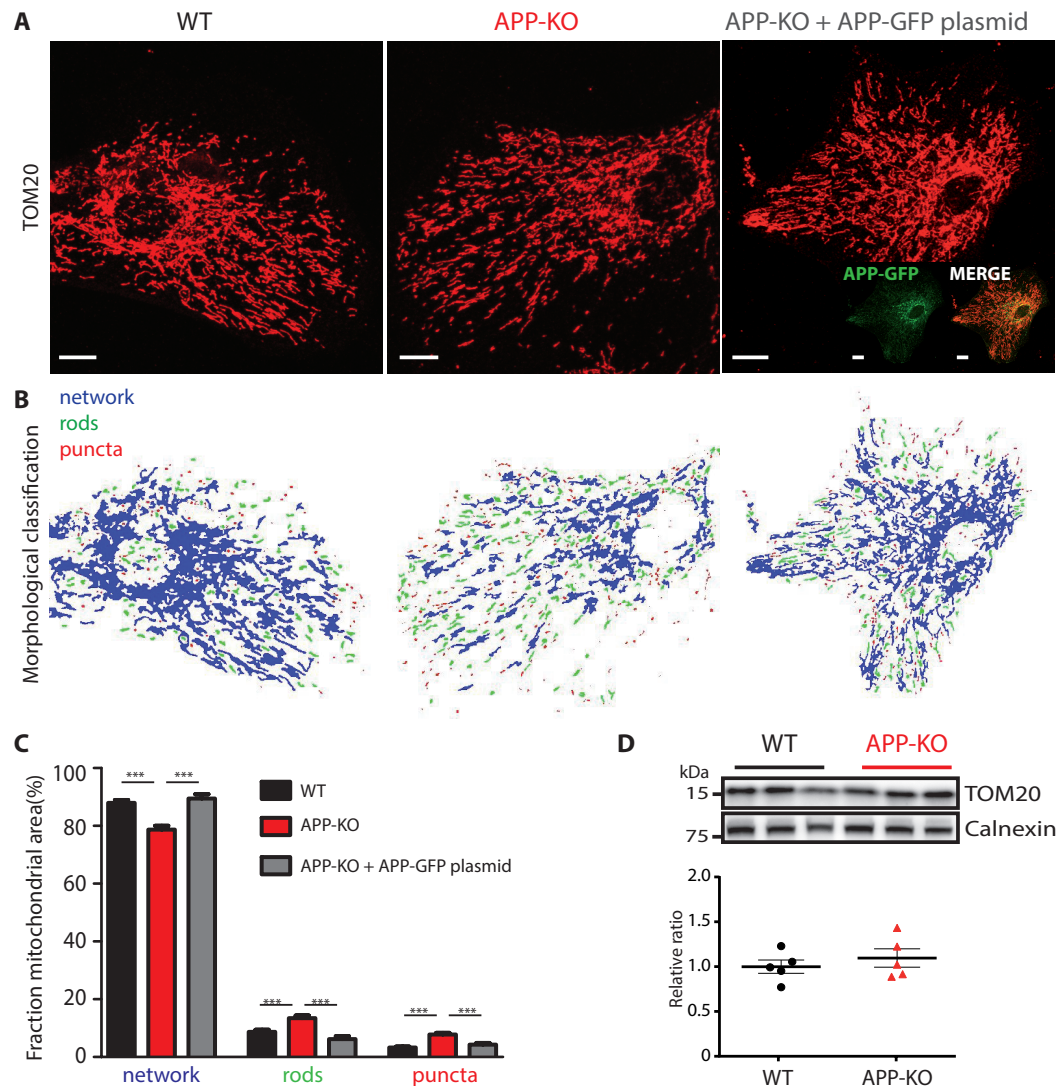 A
WT
APP-KO
APP-KO + APP-GFP plasmid
TOM20
APP-GFP
MERGE
B
network
rods
puncta
Morphological classification
C
Fraction mitochondrial area(%)
100
80
60
40
20
0
***
***
***
***
***
***
WT
APP-KO
APP-KO + APP-GFP plasmid
network
rods
puncta
D
WT
APP-KO
kDa
15
TOM20
75
Calnexin
Relative ratio
2.0
1.5
1.0
0.5
0.0
WT
APP-KO